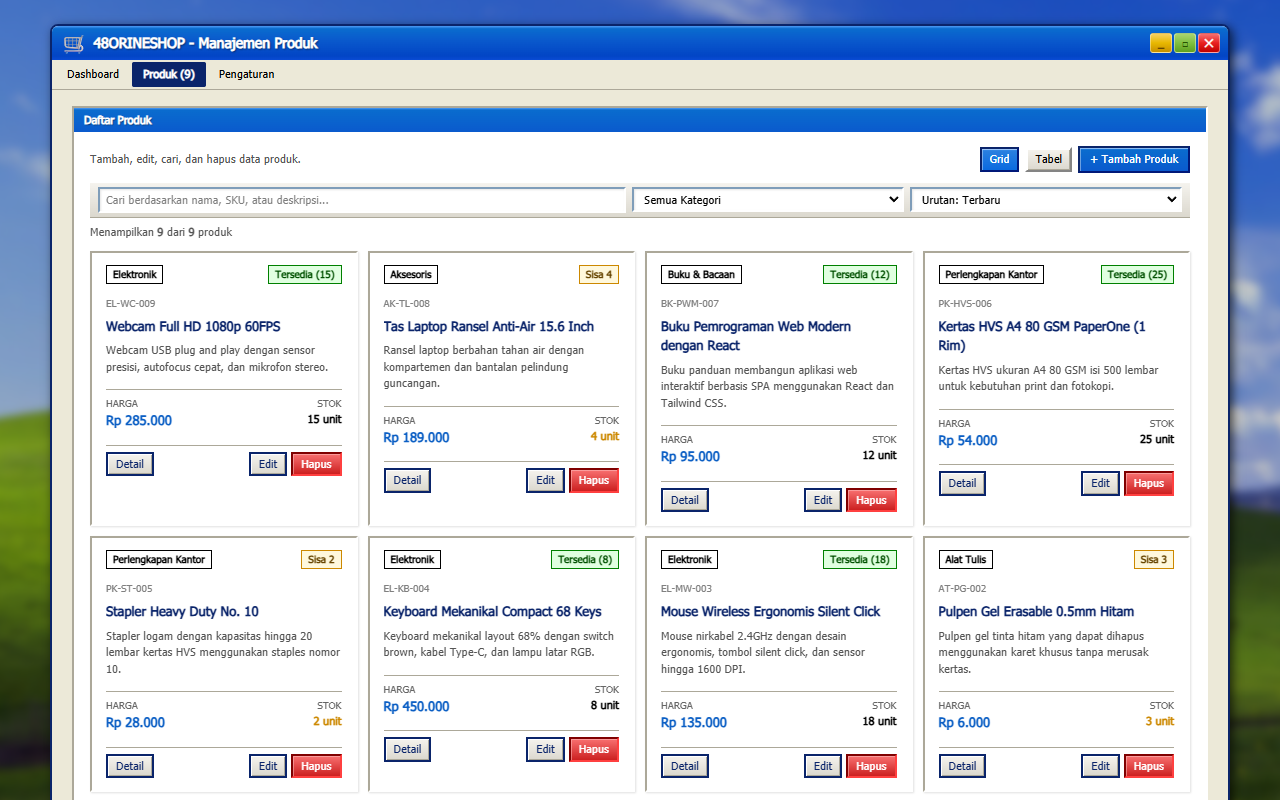 48ORINESHOP - Manajemen Produk
Dashboard
Produk (9)
Pengaturan
Daftar Produk
Tambah, edit, cari, dan hapus data produk.
Grid
Tabel
+ Tambah Produk
Cari berdasarkan nama, SKU, atau deskripsi...
Semua Kategori
Urutan: Terbaru
Menampilkan 9 dari 9 produk
Elektronik
Tersedia (15)
EL-WC-009
Webcam Full HD 1080p 60FPS
Webcam USB plug and play dengan sensor
presisi, autofocus cepat, dan mikrofon stereo.
HARGA
STOK
Rp 285.000
15 unit
Detail
Edit
Hapus
Aksesoris
Sisa 4
AK-TL-008
Tas Laptop Ransel Anti-Air 15.6 Inch
Ransel laptop berbahan tahan air dengan
kompartemen dan bantalan pelindung
guncangan.
HARGA
STOK
Rp 189.000
4 unit
Detail
Edit
Hapus
Buku & Bacaan
Tersedia (12)
BK-PWM-007
Buku Pemrograman Web Modern
dengan React
Buku panduan membangun aplikasi web
interaktif berbasis SPA menggunakan React dan
Tailwind CSS.
HARGA
STOK
Rp 95.000
12 unit
Detail
Edit
Hapus
Perlengkapan Kantor
Tersedia (25)
PK-HVS-006
Kertas HVS A4 80 GSM PaperOne (1
Rim)
Kertas HVS ukuran A4 80 GSM isi 500 lembar
untuk kebutuhan print dan fotokopi.
HARGA
STOK
Rp 54.000
25 unit
Detail
Edit
Hapus
Perlengkapan Kantor
Sisa 2
PK-ST-005
Stapler Heavy Duty No. 10
Stapler logam dengan kapasitas hingga 20
lembar kertas HVS menggunakan staples nomor
10.
HARGA
STOK
Rp 28.000
2 unit
Detail
Edit
Hapus
Elektronik
Tersedia (8)
EL-KB-004
Keyboard Mekanikal Compact 68 Keys
Keyboard mekanikal layout 68% dengan switch
brown, kabel Type-C, dan lampu latar RGB.
HARGA
STOK
Rp 450.000
8 unit
Detail
Edit
Hapus
Elektronik
Tersedia (18)
EL-MW-003
Mouse Wireless Ergonomis Silent Click
Mouse nirkabel 2.4GHz dengan desain
ergonomis, tombol silent click, dan sensor
hingga 1600 DPI.
HARGA
STOK
Rp 135.000
18 unit
Detail
Edit
Hapus
Alat Tulis
Sisa 3
AT-PG-002
Pulpen Gel Erasable 0.5mm Hitam
Pulpen gel tinta hitam yang dapat dihapus
menggunakan karet khusus tanpa merusak
kertas.
HARGA
STOK
Rp 6.000
3 unit
Detail
Edit
Hapus